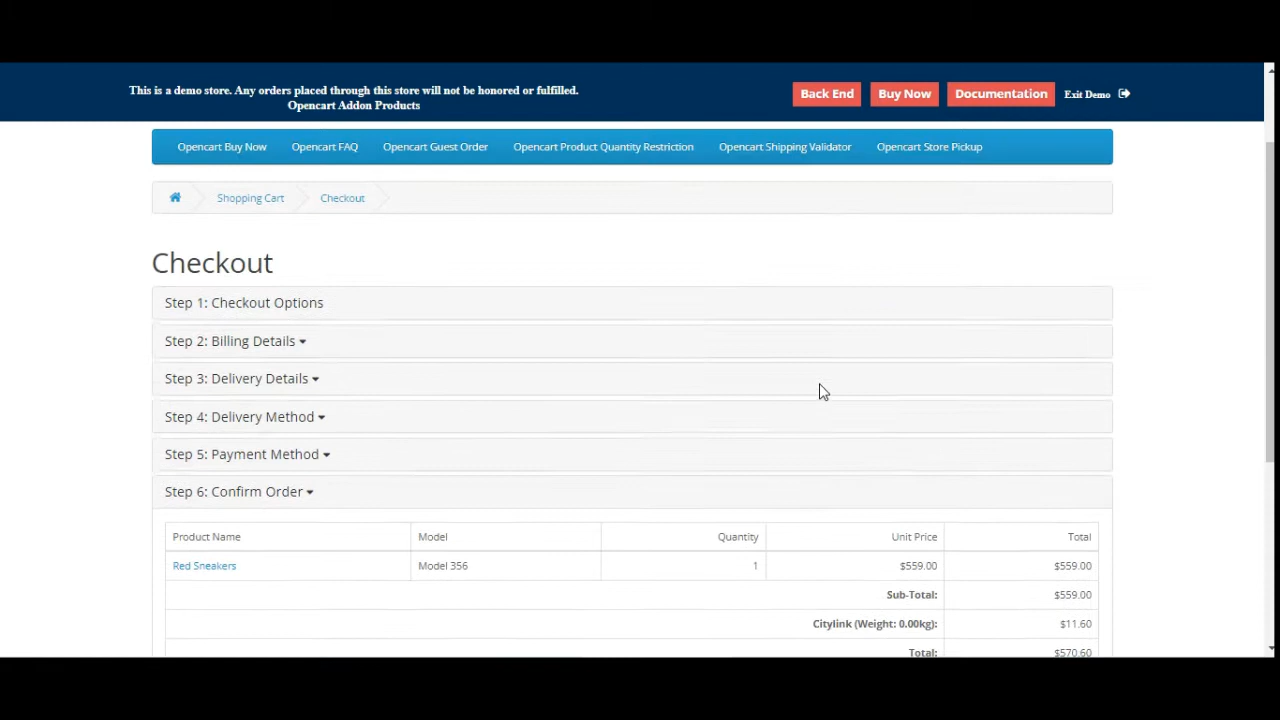 This is a demo store. Any orders placed through this store will not be honored or fulfilled.
Opencart Addon Products
Back End
Buy Now
Documentation
Exit Demo
Opencart Buy Now
Opencart FAQ
Opencart Guest Order
Opencart Product Quantity Restriction
Opencart Shipping Validator
Opencart Store Pickup
Shopping Cart
Checkout
Checkout
Step 1: Checkout Options
Step 2: Billing Details
Step 3: Delivery Details
Step 4: Delivery Method
Step 5: Payment Method
Step 6: Confirm Order
Product Name Model Quantity Unit Price Total
Red Sneakers Model 356 1 $559.00 $559.00
Sub-Total: $559.00
Citylink (Weight: 0.00kg): $11.60
Total: $570.60